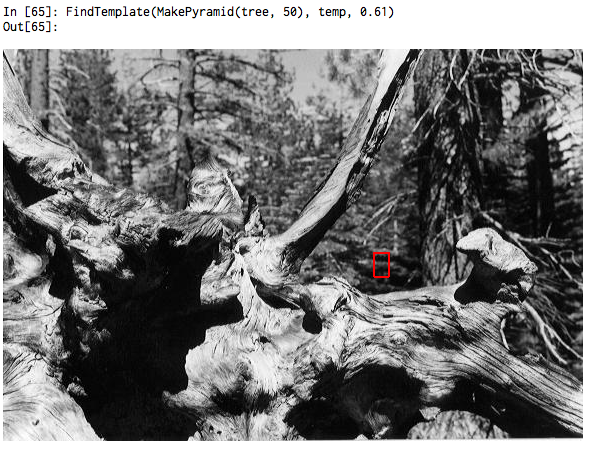 In [65]: FindTemplate(MakePyramid(tree, 50), temp, 0.61)
Out[65]: